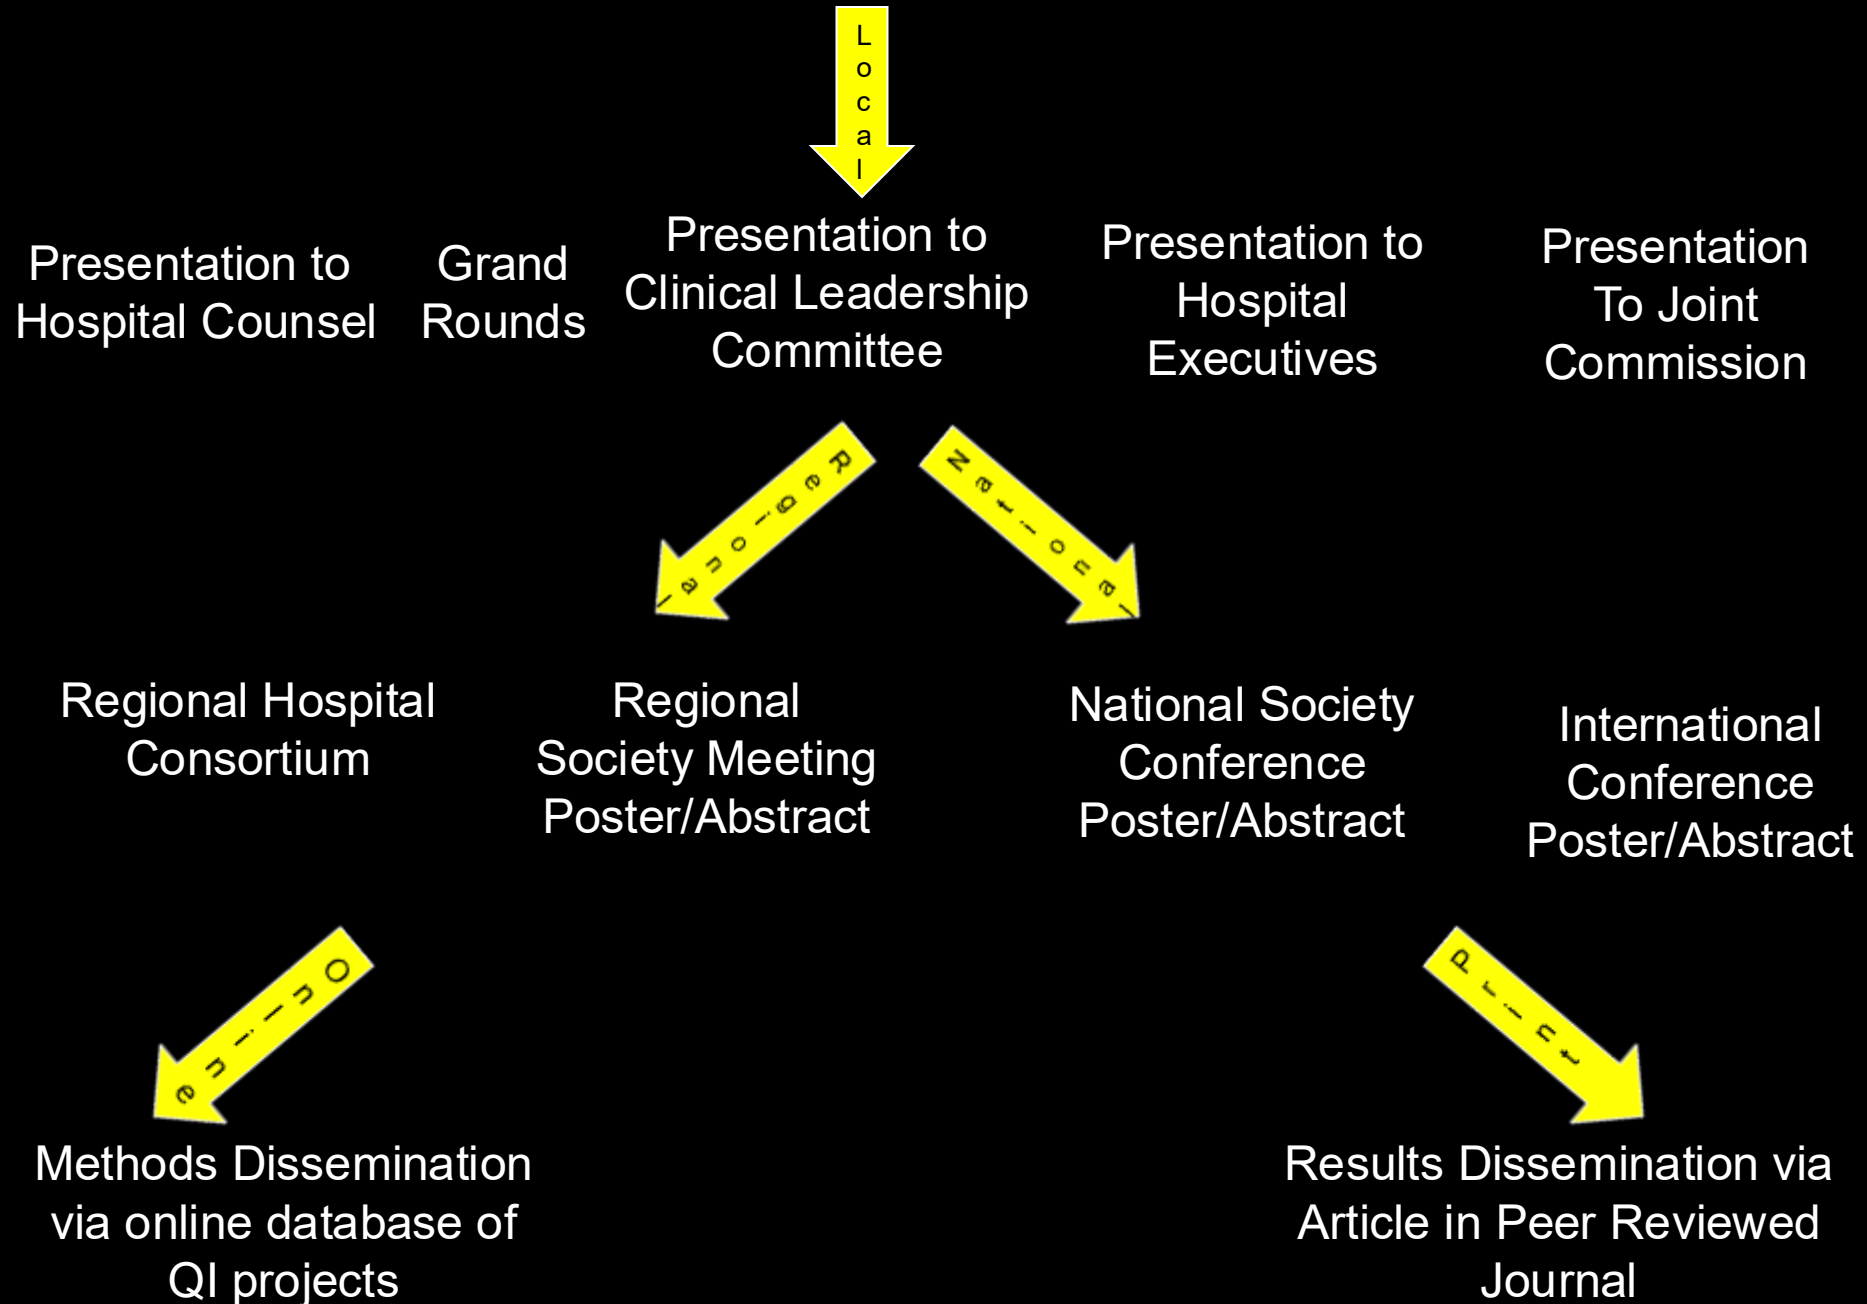 Local
Presentation to
Hospital Counsel
Grand
Rounds
Presentation to
Clinical Leadership
Committee
Presentation to
Hospital
Executives
Presentation
To Joint
Commission
Regional
National
Regional Hospital
Consortium
Regional
Society Meeting
Poster/Abstract
National Society
Conference
Poster/Abstract
International
Conference
Poster/Abstract
Online
Print
Methods Dissemination
via online database of
QI projects
Results Dissemination via
Article in Peer Reviewed
Journal